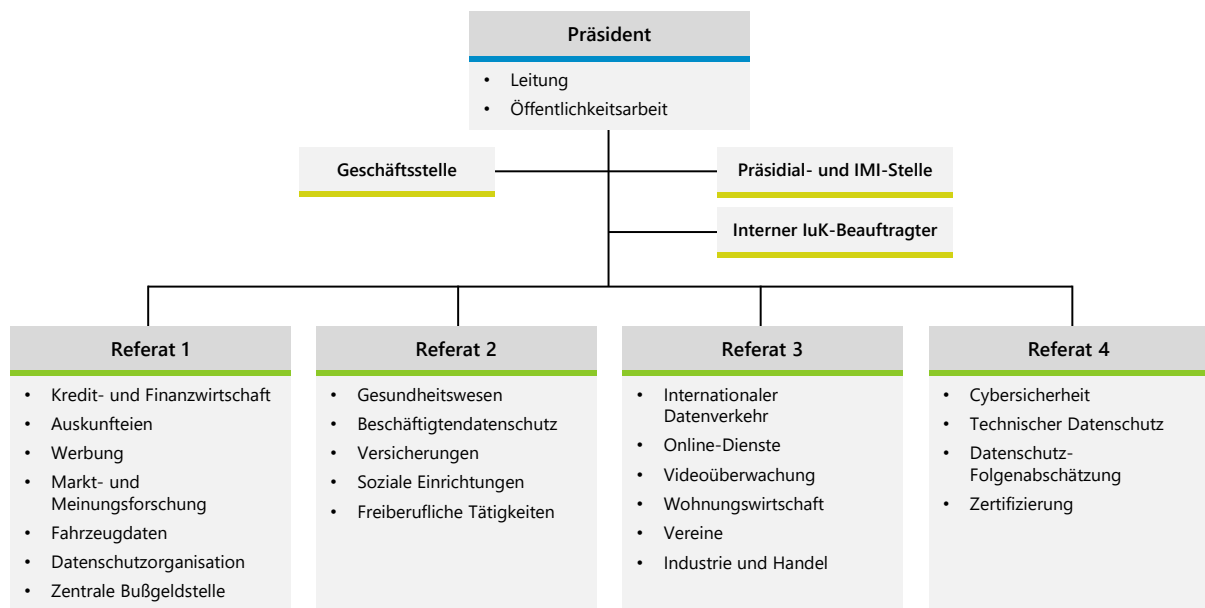 Präsident
• Leitung
• Öffentlichkeitsarbeit
Geschäftsstelle
Präsidial- und IMI-Stelle
Interner IuK-Beauftragter
Referat 1
• Kredit- und Finanzwirtschaft
• Auskunfteien
• Werbung
• Markt- und
Meinungsforschung
• Fahrzeugdaten
• Datenschutzorganisation
• Zentrale Bußgeldstelle
Referat 2
• Gesundheitswesen
• Beschäftigtendatenschutz
• Versicherungen
• Soziale Einrichtungen
• Freiberufliche Tätigkeiten
Referat 3
• Internationaler
Datenverkehr
• Online-Dienste
• Videoüberwachung
• Wohnungswirtschaft
• Vereine
• Industrie und Handel
Referat 4
• Cybersicherheit
• Technischer Datenschutz
• Datenschutz-
Folgenabschätzung
• Zertifizierung